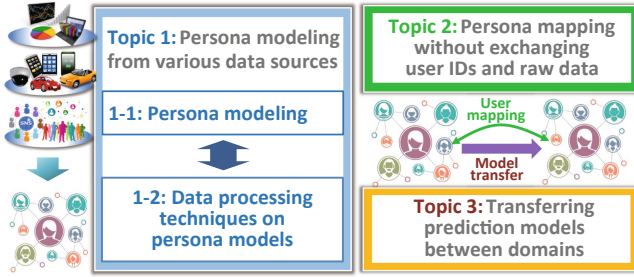 Topic 1: Persona modeling
from various data sources
1-1: Persona modeling
1-2: Data processing
techniques on
persona models
Topic 2: Persona mapping
without exchanging
user IDs and raw data
User
mapping
Model
transfer
Topic 3: Transferring
prediction models
between domains
SNS